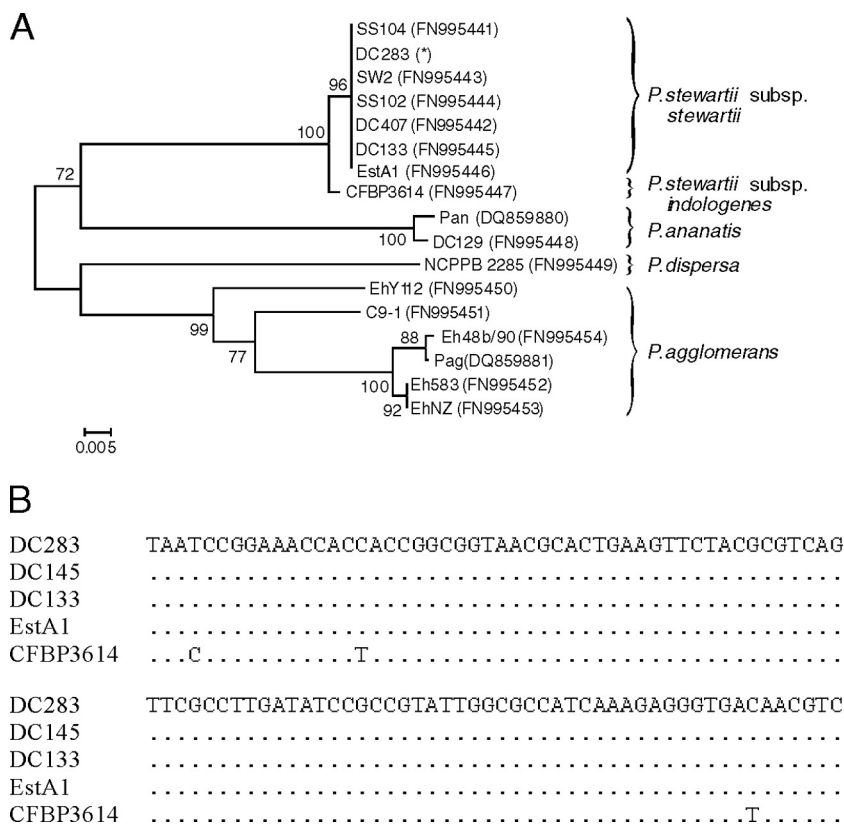 A
SS104 (FN995441)
DC283 (*)
SW2 (FN995443)
SS102 (FN995444)
DC407 (FN995442)
DC133 (FN995445)
EstA1 (FN995446)
CFBP3614 (FN995447)
Pan (DQ859880)
DC129 (FN995448)
NCPPB 2285 (FN995449)
EhY112 (FN995450)
C9-1 (FN995451)
Eh48b/90(FN995454)
Pag(DQ859881)
Eh583 (FN995452)
EhNZ (FN995453)
96
100
72
100
99
77
88
100
92
P.stewartii subsp.
stewartii
P.stewartii subsp.
indologenes
P.ananatis
P.dispersa
P.agglomerans
0.005
B
DC283 TAATCCGGAAACCACCACCGGCGGTAACGCACTGAAGTTCTACGCGTCAG
DC145 ..................................................
DC133 ..................................................
EstA1 ..................................................
CFBP3614 ...C...........T..................................
DC283 TTCGCCTTGATATCCGCCGTATTGGCGCCATCAAAGAGGGTGACAACGTC
DC145 ..................................................
DC133 ..................................................
EstA1 ..................................................
CFBP3614 ...........................................T......